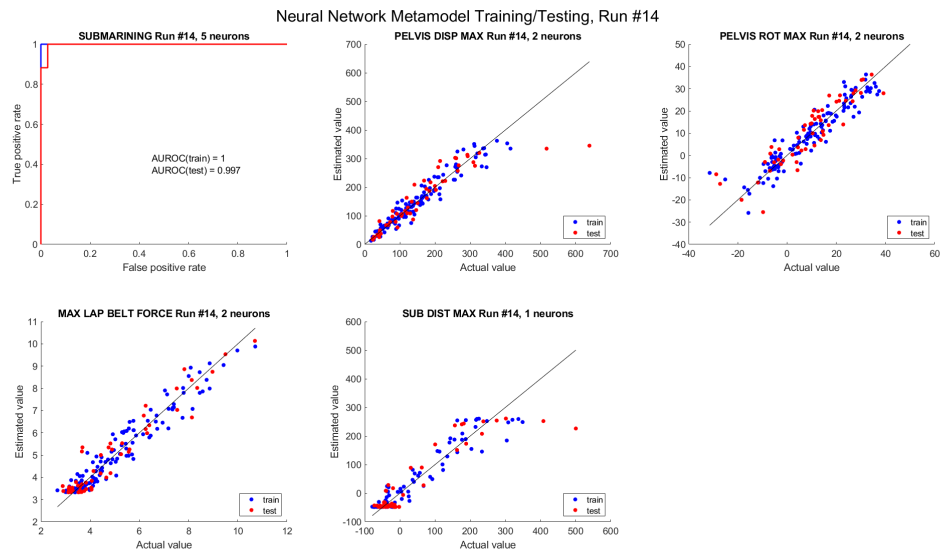 Neural Network Metamodel Training/Testing, Run #14
SUBMARINING Run #14, 5 neurons
1
0.8
0.6
0.4
0.2
0
True positive rate
AUROC(train) = 1
AUROC(test) = 0.997
0
0.2
0.4
0.6
0.8
1
False positive rate
PELVIS DISP MAX Run #14, 2 neurons
700
600
500
400
300
200
100
0
Estimated value
train
test
0
100
200
300
400
500
600
700
Actual value
PELVIS ROT MAX Run #14, 2 neurons
50
40
30
20
10
0
-10
-20
-30
-40
Estimated value
train
test
-40
-20
0
20
40
60
Actual value
MAX LAP BELT FORCE Run #14, 2 neurons
11
10
9
8
7
6
5
4
3
2
Estimated value
train
test
2
4
6
8
10
12
Actual value
SUB DIST MAX Run #14, 1 neurons
600
500
400
300
200
100
0
-100
Estimated value
train
test
-100
0
100
200
300
400
500
600
Actual value